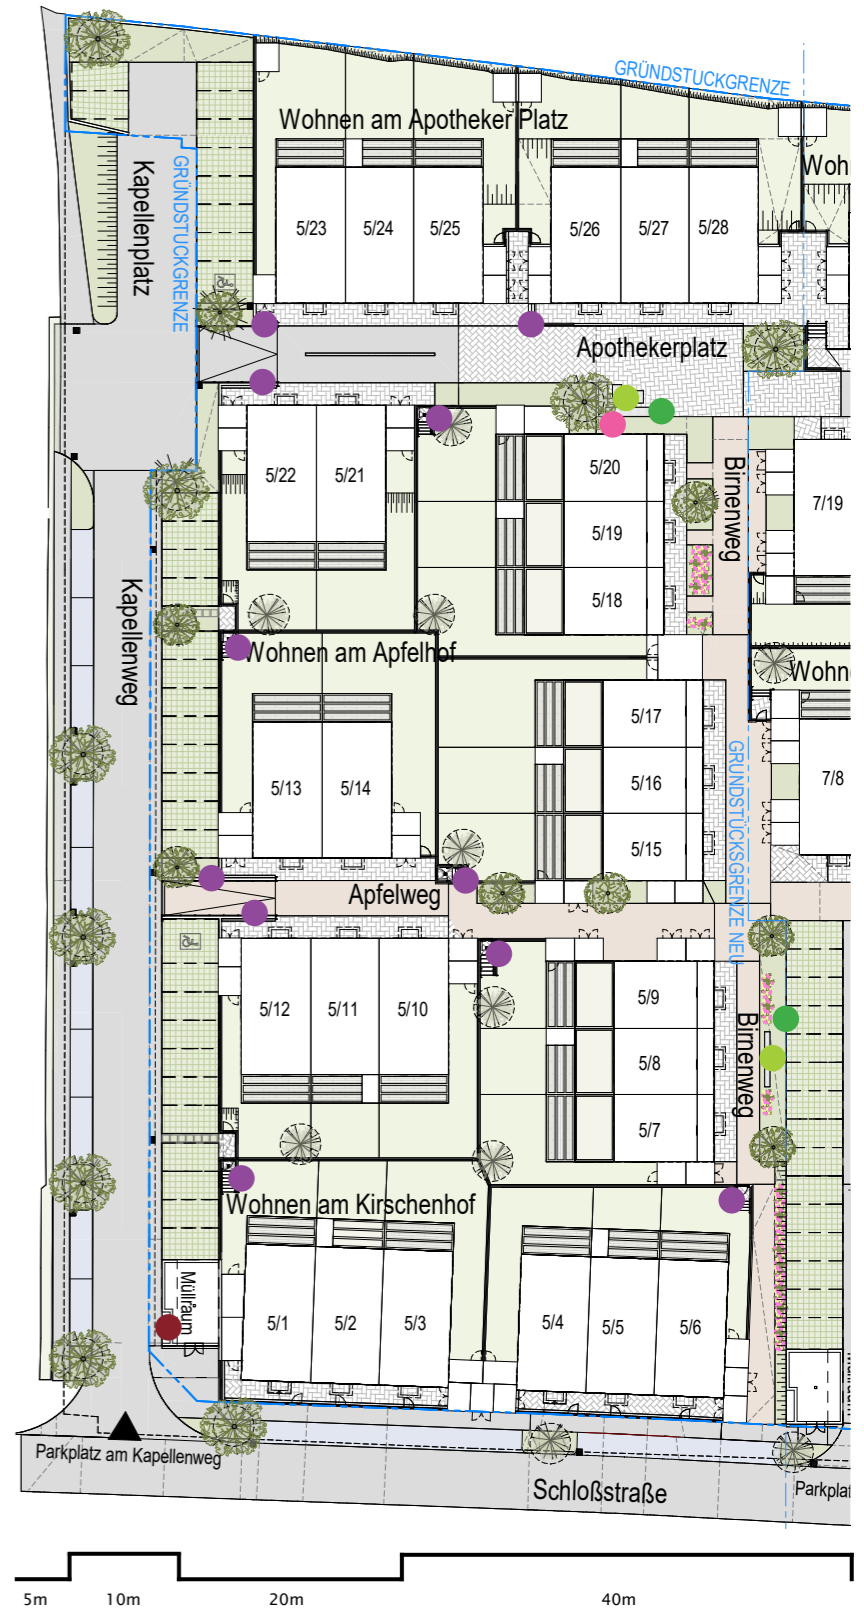 GRÜNDSTUCKGRENZE
Wohnen am Apotheker Platz
Woh
Kapellenplatz
GRÜNDSTUCKGRENZE
5/23
5/24
5/25
5/26
5/27
5/28
Apothekerplatz
5/22
5/21
5/20
5/19
5/18
Birnenweg
7/19
Kapellenweg
Wohnen am Apfelhof
Wohn
5/17
5/16
5/15
5/13
5/14
GRUNDSTÜCKSGRENZE NEU
7/8
Apfelweg
5/12
5/11
5/10
5/9
5/8
5/7
Birnenweg
Wohnen am Kirschenhof
Müllraum
5/1
5/2
5/3
5/4
5/5
5/6
Parkplatz am Kapellenweg
Schloßstraße
Parkplat
5m
10m
20m
40m